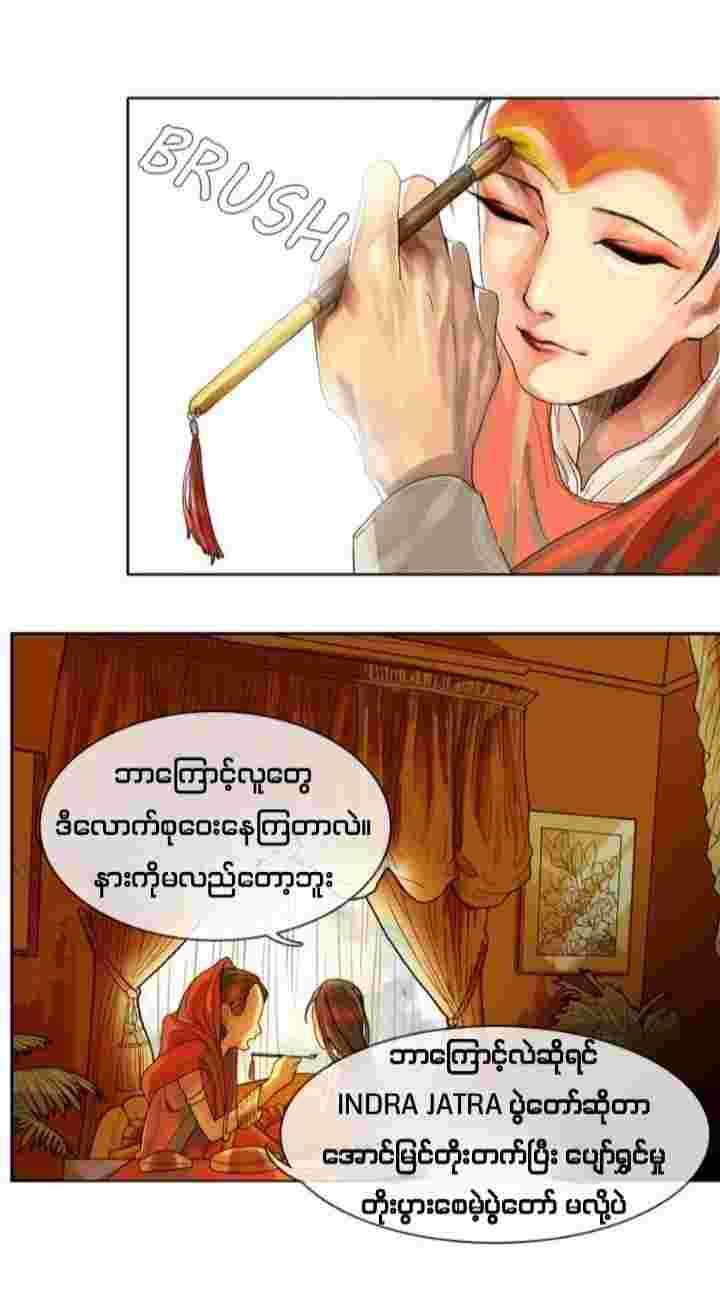 BRUSH
ဘာကြောင့်လူတွေ
ဒီလောက်စုဝေးနေကြတာလဲ။
နားကိုမလည်တော့ဘူး
ဘာကြောင့်လဲဆိုရင်
INDRA JATRA ပွဲတော်ဆိုတာ
အောင်မြင်တိုးတက်ပြီး ပျော်ရွှင်မှု
တိုးပွားစေမဲ့ပွဲတော် မလို့ပဲ